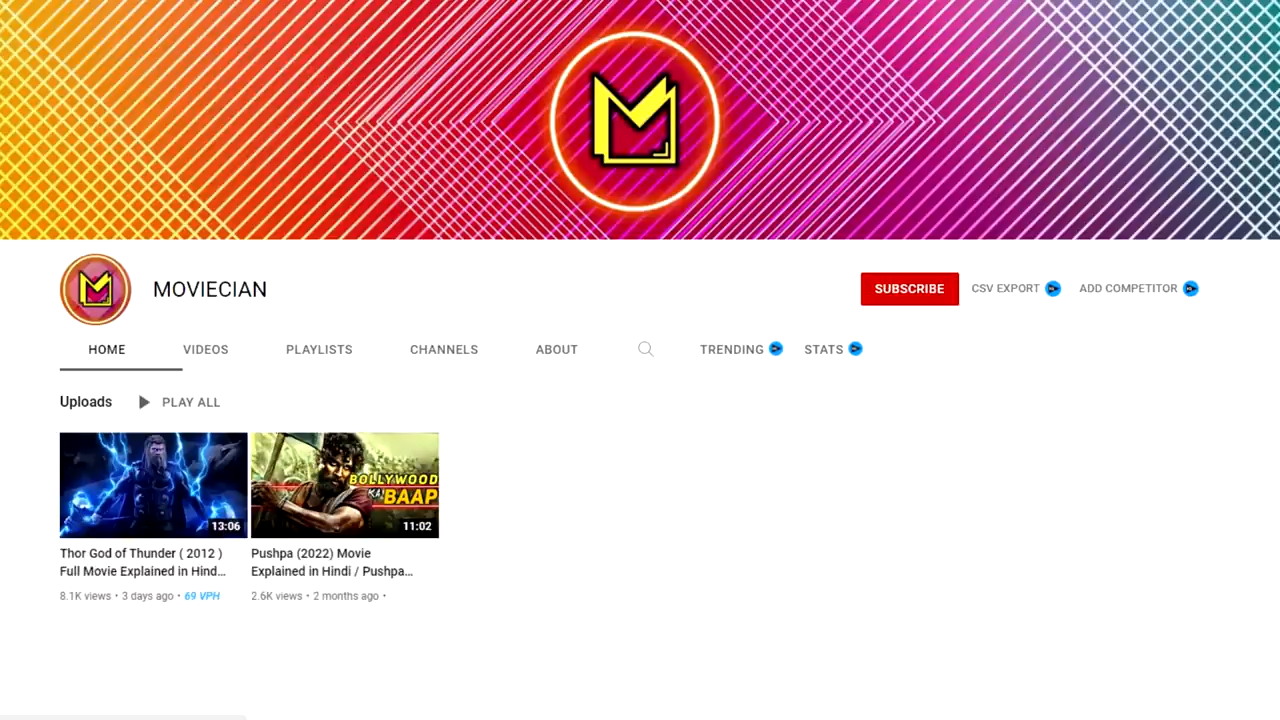 MOVIECIAN
SUBSCRIBE
CSV EXPORT
ADD COMPETITOR
HOME
VIDEOS
PLAYLISTS
CHANNELS
ABOUT
TRENDING
STATS
Uploads
PLAY ALL
13:06
Thor God of Thunder ( 2012 )
Full Movie Explained in Hind...
8.1K views • 3 days ago • 69 VPH
BOLLYWOOD
KA
BAAP
11:02
Pushpa (2022) Movie
Explained in Hindi / Pushpa...
2.6K views • 2 months ago •